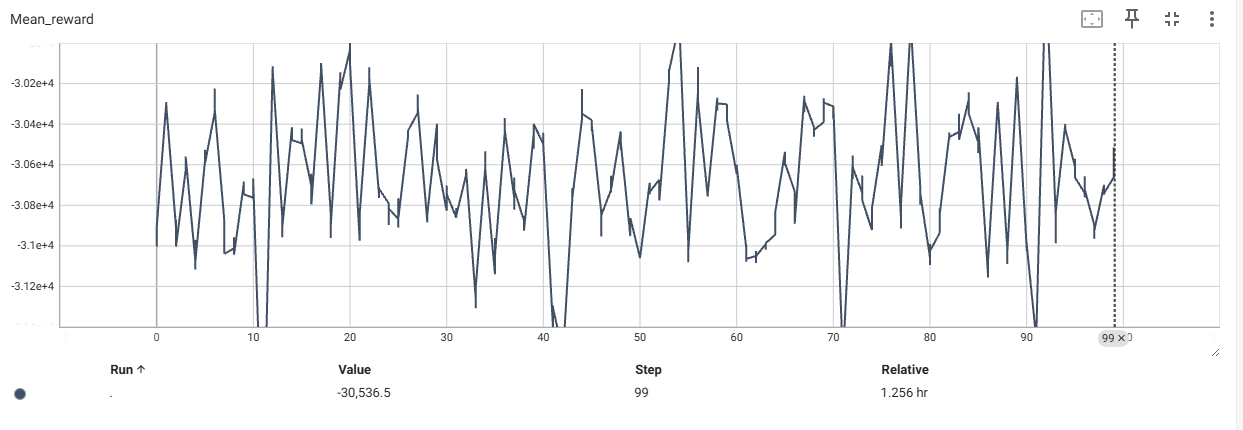 Mean_reward
-3.02e+4
-3.04e+4
-3.06e+4
-3.08e+4
-3.1e+4
-3.12e+4
0 10 20 30 40 50 60 70 80 90 99 ×
Run ↑ Value Step Relative
. -30,536.5 99 1.256 hr